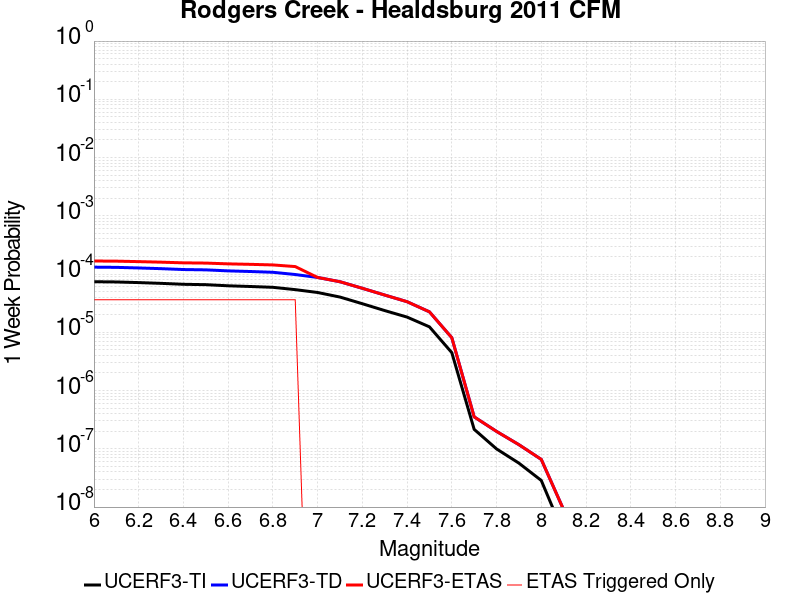 Rodgers Creek - Healdsburg 2011 CFM
10^0
10^-1
10^-2
10^-3
10^-4
10^-5
10^-6
10^-7
10^-8
1 Week Probability
6 6.2 6.4 6.6 6.8 7 7.2 7.4 7.6 7.8 8 8.2 8.4 8.6 8.8 9
Magnitude
UCERF3-TI UCERF3-TD UCERF3-ETAS ETAS Triggered Only